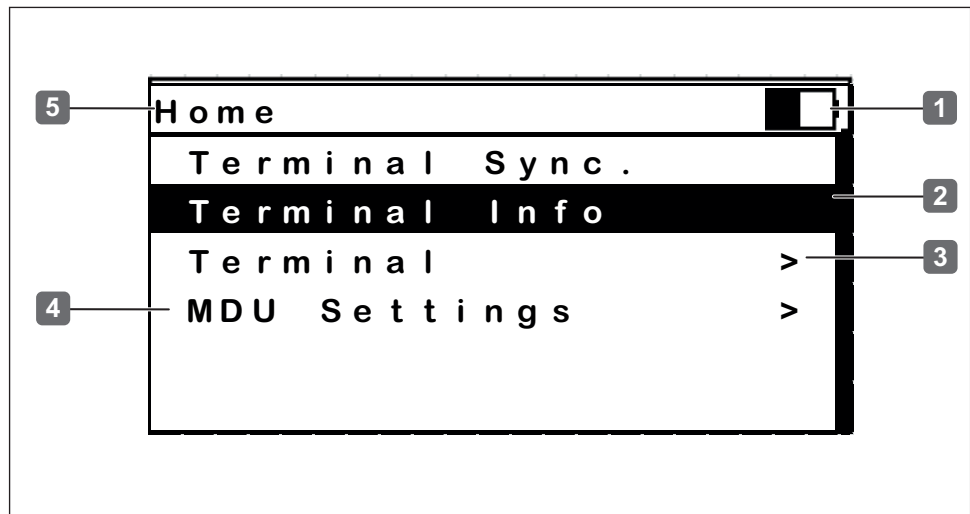 5 Home 1
Terminal Sync.
Terminal Info 2
Terminal > 3
4 MDU Settings >